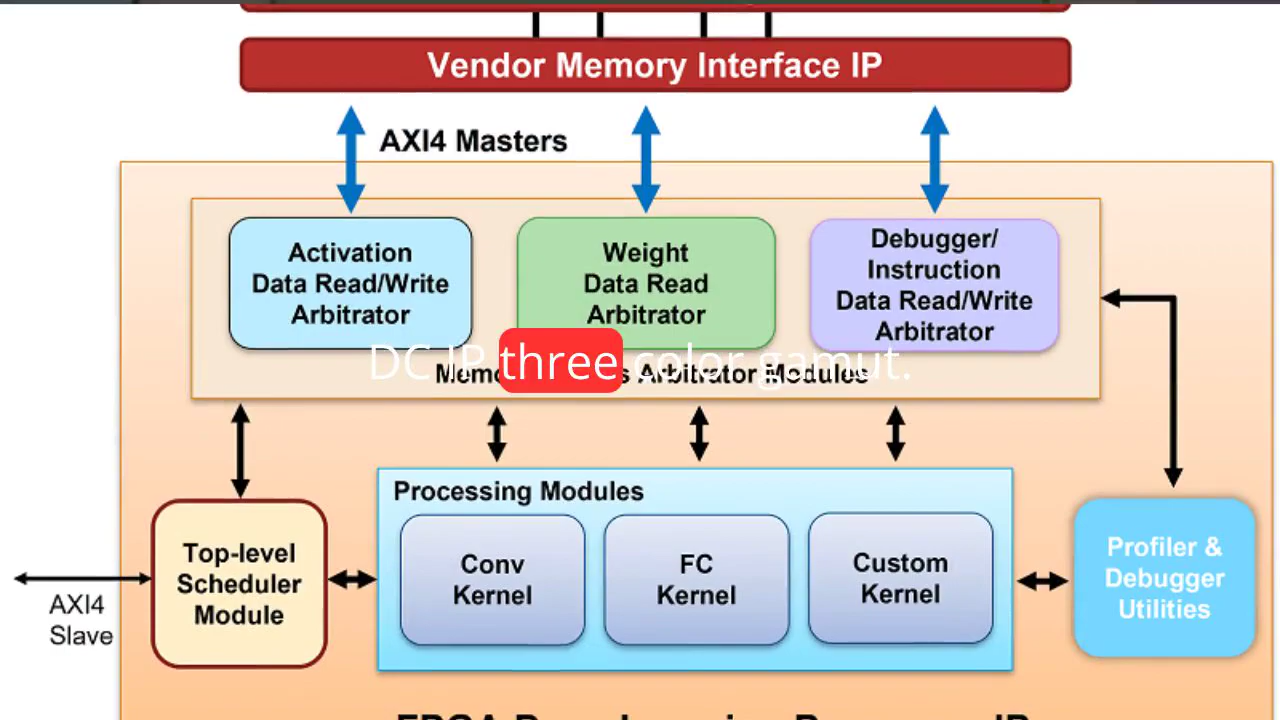 Vendor Memory Interface IP
AXI4 Masters
Activation
Data Read/Write
Arbitrator
Weight
Data Read
Arbitrator
Debugger/
Instruction
Data Read/Write
Arbitrator
DC IP three color gamut.
Arbitrator Modules
Processing Modules
Conv
Kernel
FC
Kernel
Custom
Kernel
Top-level
Scheduler
Module
AXI4
Slave
Profiler &
Debugger
Utilities